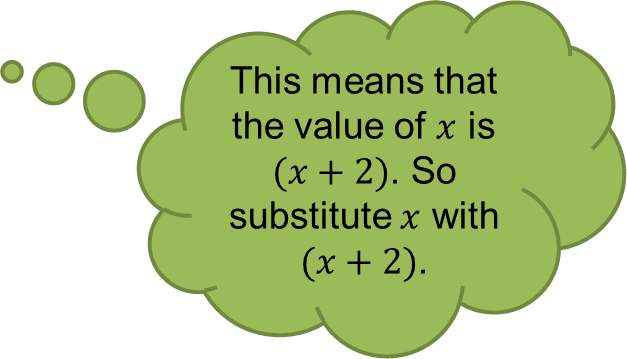 This means that
the value of 𝑥 is
(𝑥 + 2). So
substitute 𝑥 with
(𝑥 + 2).